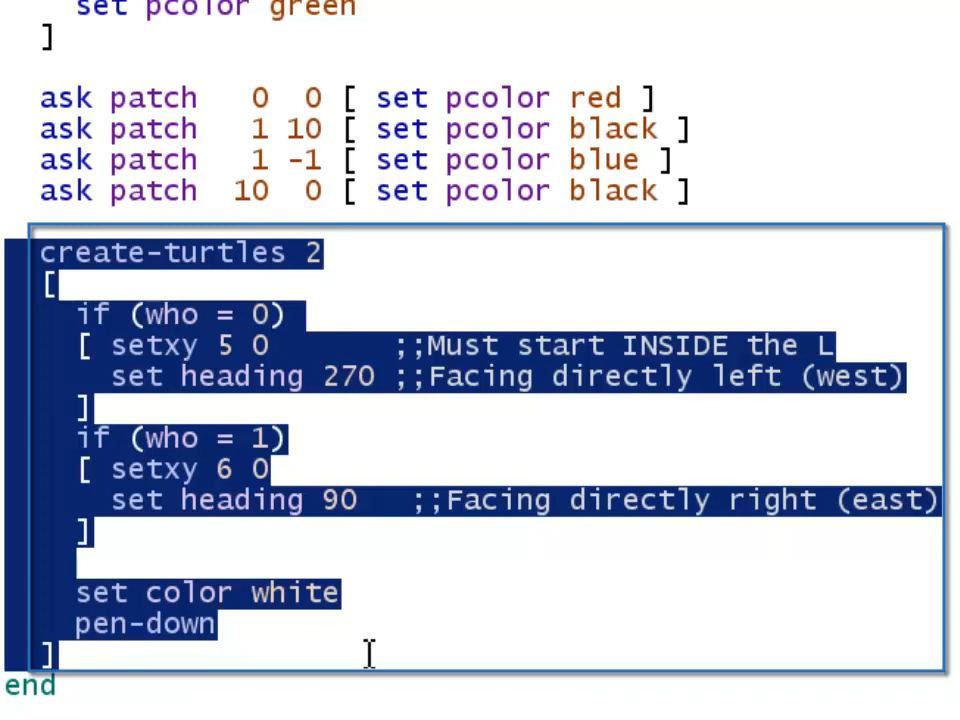 set pcolor green
]
ask patch   0  0 [ set pcolor red ]
ask patch   1 10 [ set pcolor black ]
ask patch   1 -1 [ set pcolor blue ]
ask patch  10  0 [ set pcolor black ]
create-turtles 2
[
if (who = 0)
[ setxy 5 0       ;;Must start INSIDE the L
set heading 270 ;;Facing directly left (west)
]
if (who = 1)
[ setxy 6 0
set heading 90   ;;Facing directly right (east)
]
set color white
pen-down
]
end